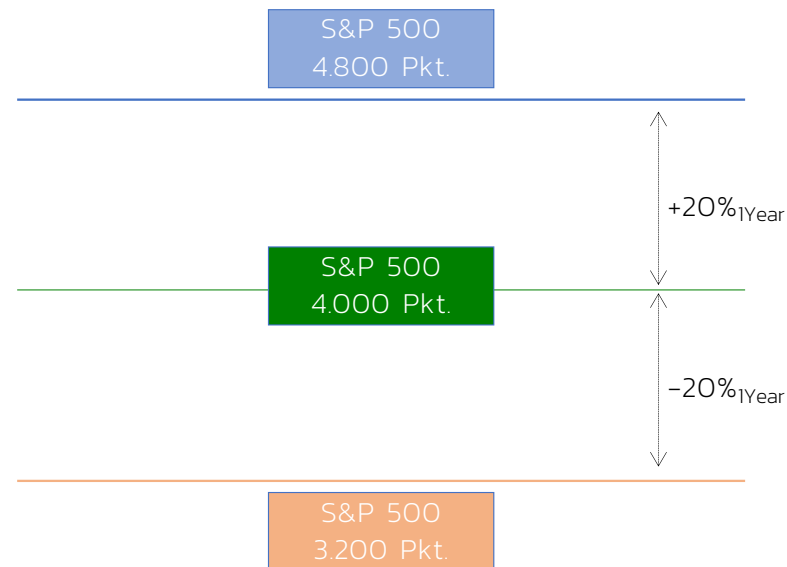 S&P 500
4.800 Pkt.
+20%1Year
S&P 500
4.000 Pkt.
-20%1Year
S&P 500
3.200 Pkt.